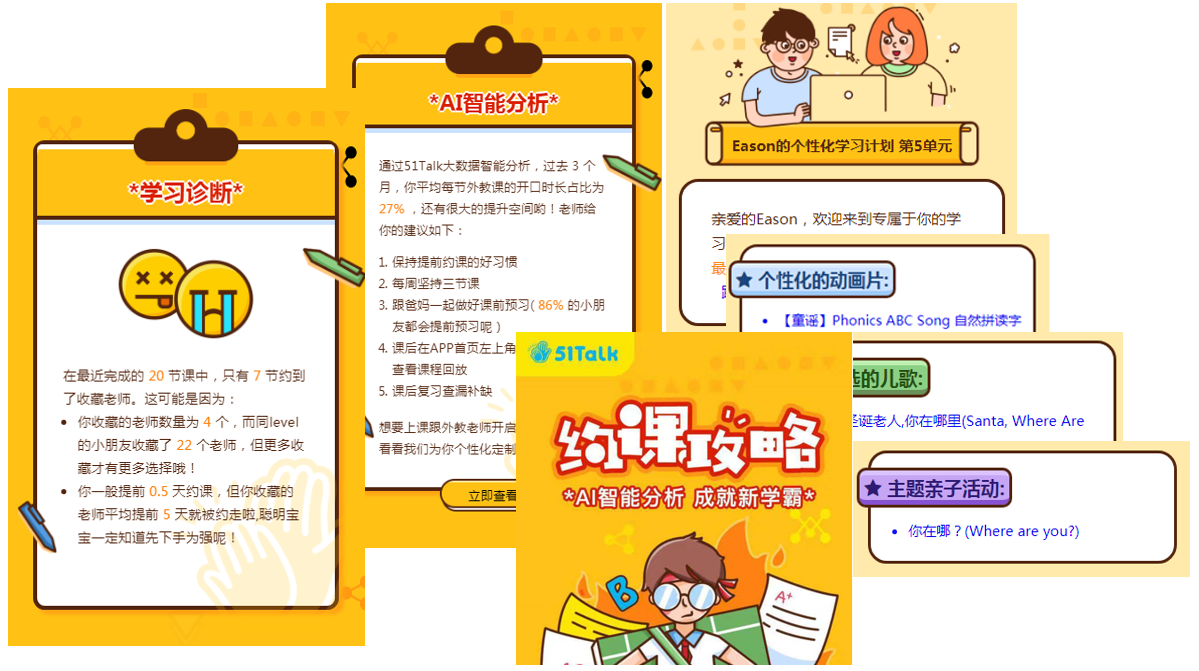 *学习诊断*
在最近完成的 20 节课中，只有 7 节约到
了收藏老师。这可能是因为：
• 你收藏的老师数量为 4 个，而同level
的小朋友收藏了 22 个老师，但更多收
藏才有更多选择哦！
• 你一般提前 0.5 天约课，但你收藏的
老师平均提前 5 天就被约走啦,聪明宝
宝一定知道先下手为强呢！
*AI智能分析*
通过51Talk大数据智能分析，过去 3 个
月，你平均每节外教课的开口时长占比为
27% ，还有很大的提升空间哟！老师给
你的建议如下：
1. 保持提前约课的好习惯
2. 每周坚持三节课
3. 跟爸妈一起做好课前预习( 86% 的小朋
友都会提前预习呢 )
4. 课后在APP首页左上角
查看课程回放
5. 课后复习查漏补缺
想要上课跟外教老师开启
看看我们为你个性化定制
立即查看
51Talk
约课攻略
*AI智能分析 成就新学霸*
B
A+
Eason的个性化学习计划 第5单元
亲爱的Eason，欢迎来到专属于你的学
习
最
★ 个性化的动画片:
• 【童谣】Phonics ABC Song 自然拼读字
的儿歌:
圣诞老人,你在哪里(Santa, Where Are
★ 主题亲子活动:
• 你在哪？(Where are you?)